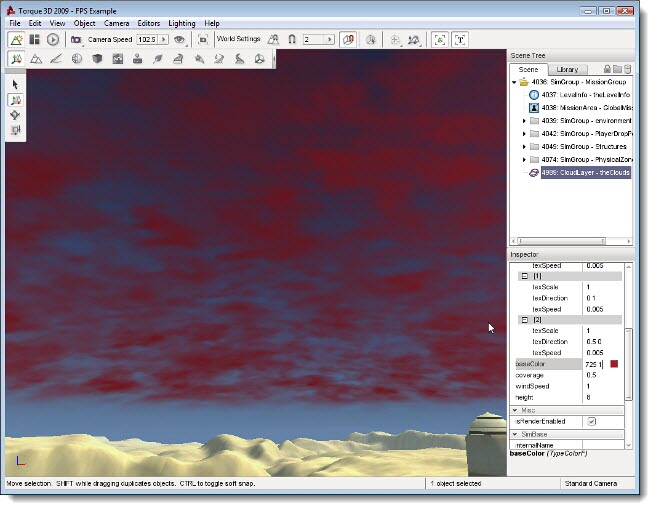 Torque 3D 2009 - FPS Example
File Edit View Object Camera Editors Lighting Help
Camera Speed 102.5 World Settings 2
Scene Tree
Scene Library
4036: SimGroup - MissionGroup
4037: LevelInfo - theLevelInfo
4038: MissionArea - GlobalMis
4039: SimGroup - environment
4042: SimGroup - PlayerDropP
4049: SimGroup - Structures
4074: SimGroup - PhysicalZon
4985: CloudLayer - theClouds
Inspector
texSpeed 0.005
[1]
texScale 1
texDirection 0 1
texSpeed 0.005
[2]
texScale 1
texDirection 0.5 0
texSpeed 0.005
baseColor 725 1
coverage 0.5
windSpeed 1
height 8
Misc
isRenderEnabled
SimBase
internalName
baseColor (TypeColorF)
Move selection. SHIFT while dragging duplicates objects. CTRL to toggle soft snap. 1 object selected Standard Camera